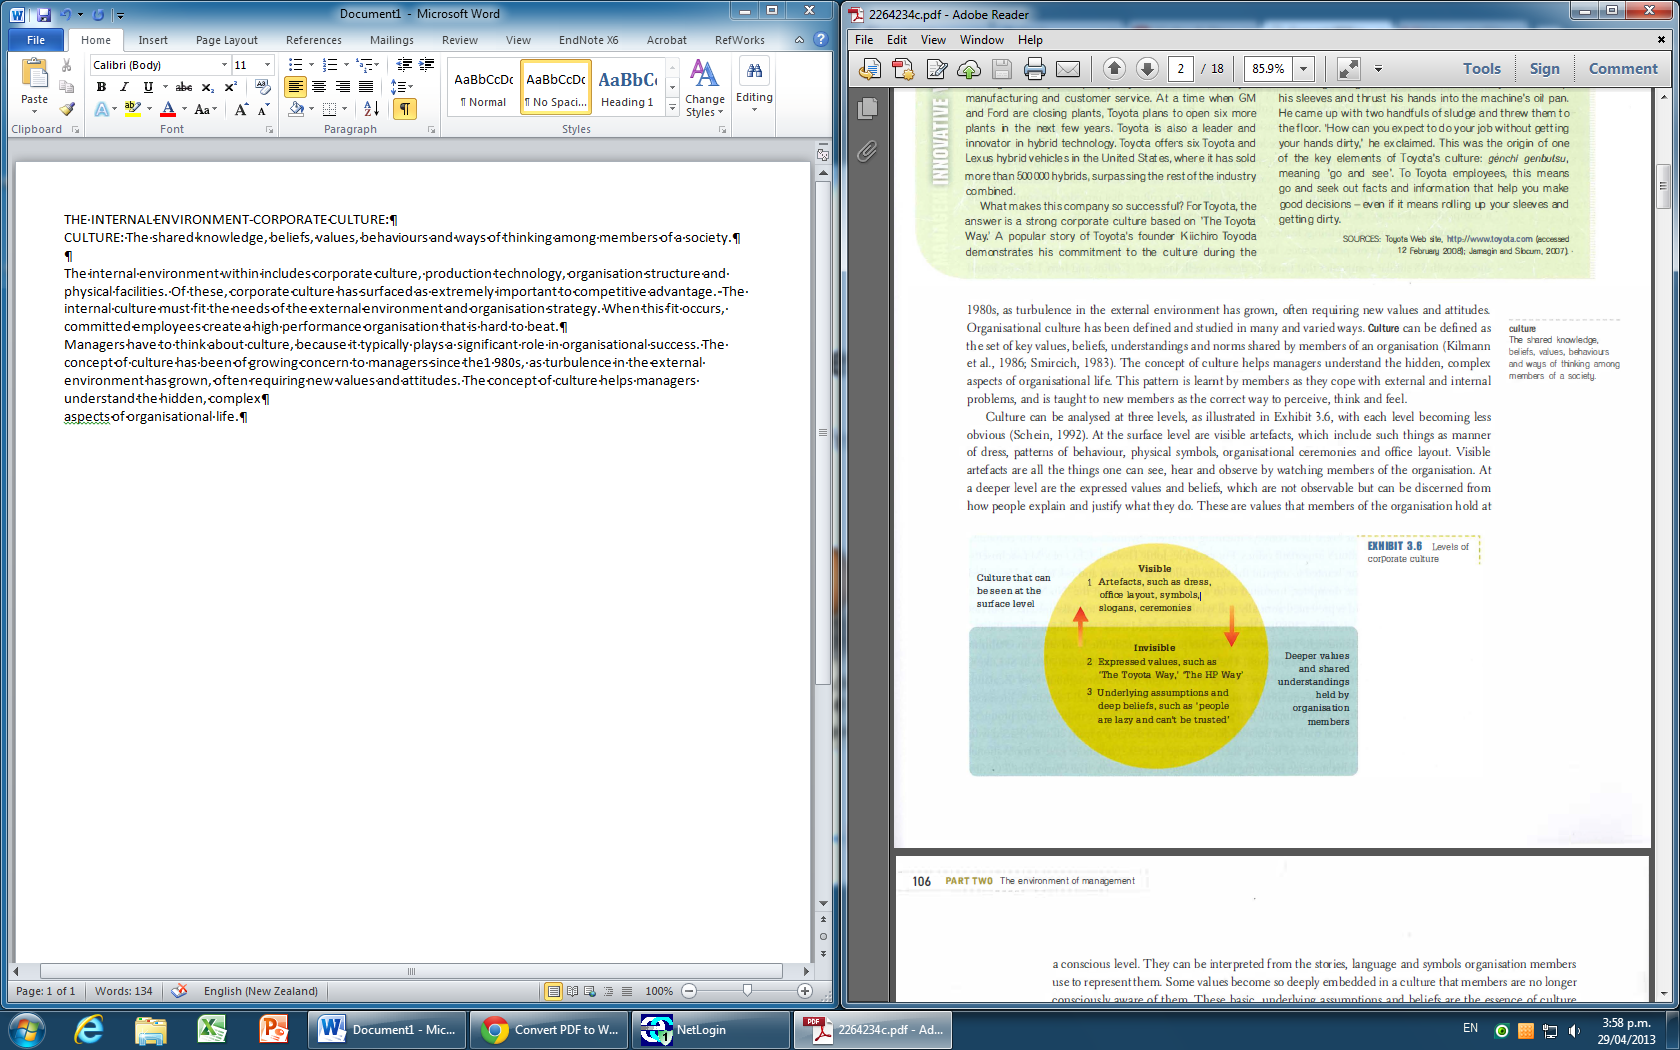 Document1 - Microsoft Word
File Home Insert Page Layout References Mailings Review View EndNote X6 Acrobat RefWorks
Calibri (Body) 11
Paste
AaBbCcDc AaBbCcDc AaBbC
¶ Normal ¶ No Spaci... Heading 1
Change Styles
Editing
Clipboard Font Paragraph Styles
THE INTERNAL ENVIRONMENT CORPORATE CULTURE:¶
CULTURE: The shared knowledge, beliefs, values, behaviours and ways of thinking among members of a society.¶
¶
The internal environment within includes corporate culture, production technology, organisation structure and
physical facilities. Of these, corporate culture has surfaced as extremely important to competitive advantage. The
internal culture must fit the needs of the external environment and organisation strategy. When this fit occurs,
committed employees create a high-performance organisation that is hard to beat.¶
Managers have to think about culture, because it typically plays a significant role in organisational success. The
concept of culture has been of growing concern to managers since the1 980s, as turbulence in the external
environment has grown, often requiring new values and attitudes. The concept of culture helps managers
understand the hidden, complex¶
aspects of organisational life.¶
Page: 1 of 1 Words: 134 English (New Zealand) 100%
2264234c.pdf - Adobe Reader
File Edit View Window Help
2 / 18 85.9% Tools Sign Comment
INNOVATIVE
manufacturing and customer service. At a time when GM
and Ford are closing plants, Toyota plans to open six more
plants in the next few years. Toyota is also a leader and
innovator in hybrid technology. Toyota offers six Toyota and
Lexus hybrid vehicles in the United States, where it has sold
more than 500 000 hybrids, surpassing the rest of the industry
combined.
What makes this company so successful? For Toyota, the
answer is a strong corporate culture based on 'The Toyota
Way.' A popular story of Toyota's founder Kiichiro Toyoda
demonstrates his commitment to the culture during the
his sleeves and thrust his hands into the machine's oil pan.
He came up with two handfuls of sludge and threw them to
the floor. 'How can you expect to do your job without getting
your hands dirty,' he exclaimed. This was the origin of one
of the key elements of Toyota's culture: genchi genbutsu,
meaning 'go and see'. To Toyota employees, this means
go and seek out facts and information that help you make
good decisions – even if it means rolling up your sleeves and
getting dirty.
SOURCES: Toyota Web site, http://www.toyota.com (accessed
12 February 2008); Jarnagin and Slocum, 2007).
1980s, as turbulence in the external environment has grown, often requiring new values and attitudes.
Organisational culture has been defined and studied in many and varied ways. Culture can be defined as
the set of key values, beliefs, understandings and norms shared by members of an organisation (Kilmann
et al., 1986; Smircich, 1983). The concept of culture helps managers understand the hidden, complex
aspects of organisational life. This pattern is learnt by members as they cope with external and internal
problems, and is taught to new members as the correct way to perceive, think and feel.
Culture can be analysed at three levels, as illustrated in Exhibit 3.6, with each level becoming less
obvious (Schein, 1992). At the surface level are visible artefacts, which include such things as manner
of dress, patterns of behaviour, physical symbols, organisational ceremonies and office layout. Visible
artefacts are all the things one can see, hear and observe by watching members of the organisation. At
a deeper level are the expressed values and beliefs, which are not observable but can be discerned from
how people explain and justify what they do. These are values that members of the organisation hold at
culture
The shared knowledge,
beliefs, values, behaviours
and ways of thinking among
members of a society.
EXHIBIT 3.6 Levels of
corporate culture
Culture that can
be seen at the
surface level
Visible
1 Artefacts, such as dress,
office layout, symbols,
slogans, ceremonies
Invisible
2 Expressed values, such as
'The Toyota Way,' 'The HP Way'
3 Underlying assumptions and
deep beliefs, such as 'people
are lazy and can't be trusted'
Deeper values
and shared
understandings
held by
organisation
members
106 PART TWO The environment of management
a conscious level. They can be interpreted from the stories, language and symbols organisation members
use to represent them. Some values become so deeply embedded in a culture that members are no longer
consciously aware of them. These basic, underlying assumptions and beliefs are the essence of culture
Document1 - Mic... Convert PDF to W... NetLogin 2264234c.pdf - Ad...
EN
3:58 p.m.
29/04/2013